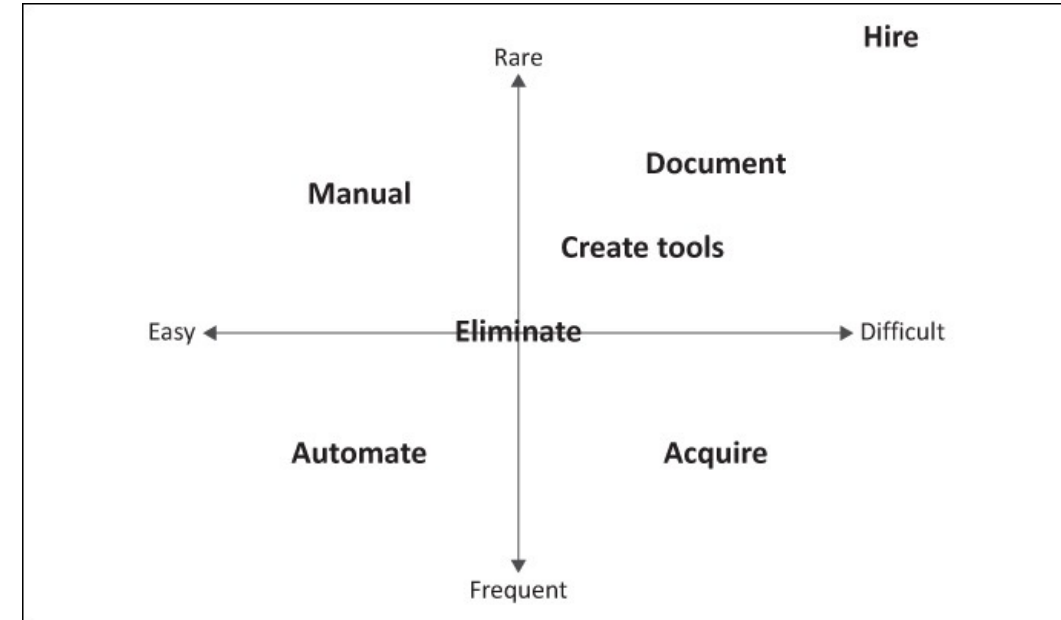 Hire
Rare
Document
Manual
Create tools
Easy
Eliminate
Difficult
Automate
Acquire
Frequent